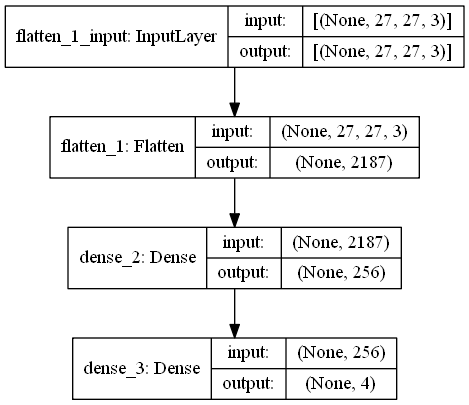 flatten_1_input: InputLayer
input: [(None, 27, 27, 3)]
output: [(None, 27, 27, 3)]
flatten_1: Flatten
input: (None, 27, 27, 3)
output: (None, 2187)
dense_2: Dense
input: (None, 2187)
output: (None, 256)
dense_3: Dense
input: (None, 256)
output: (None, 4)